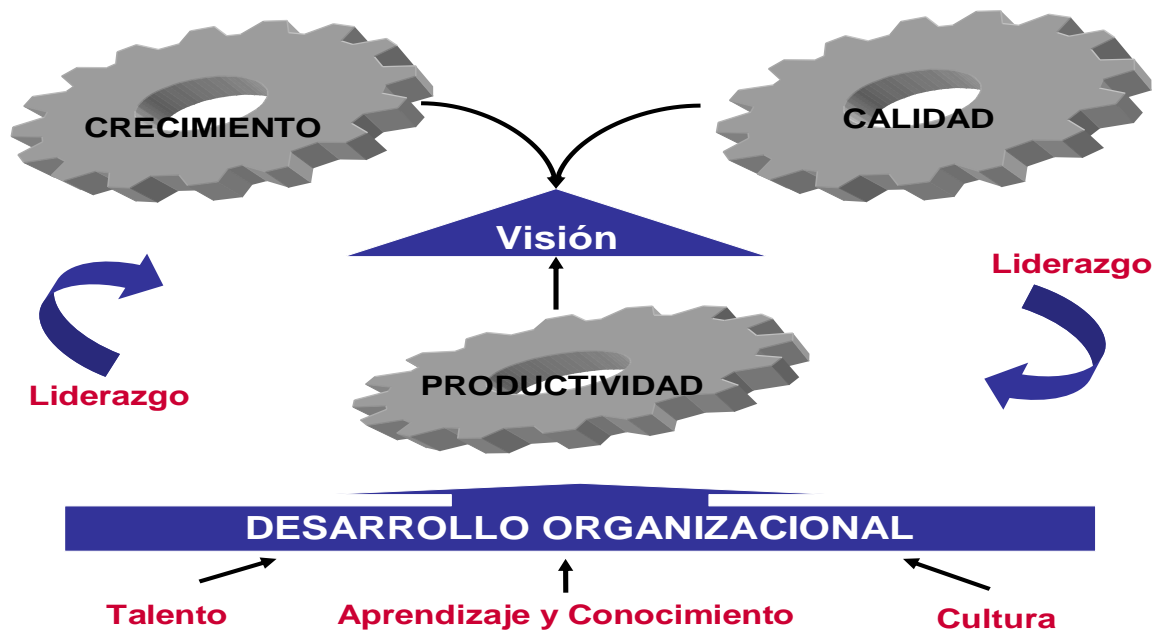 CRECIMIENTO
CALIDAD
Visión
Liderazgo
Liderazgo
PRODUCTIVIDAD
DESARROLLO ORGANIZACIONAL
Talento
Aprendizaje y Conocimiento
Cultura